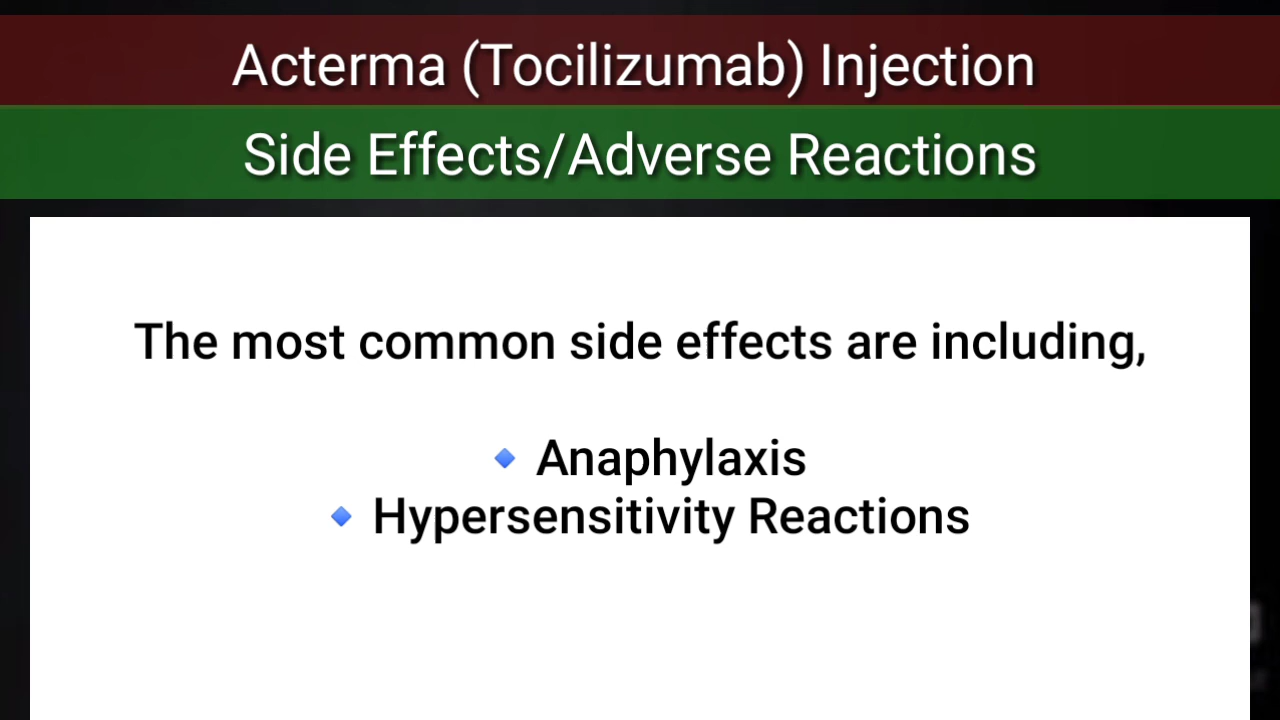 Acterma (Tocilizumab) Injection
Side Effects/Adverse Reactions
The most common side effects are including,
🔹 Anaphylaxis
🔹 Hypersensitivity Reactions